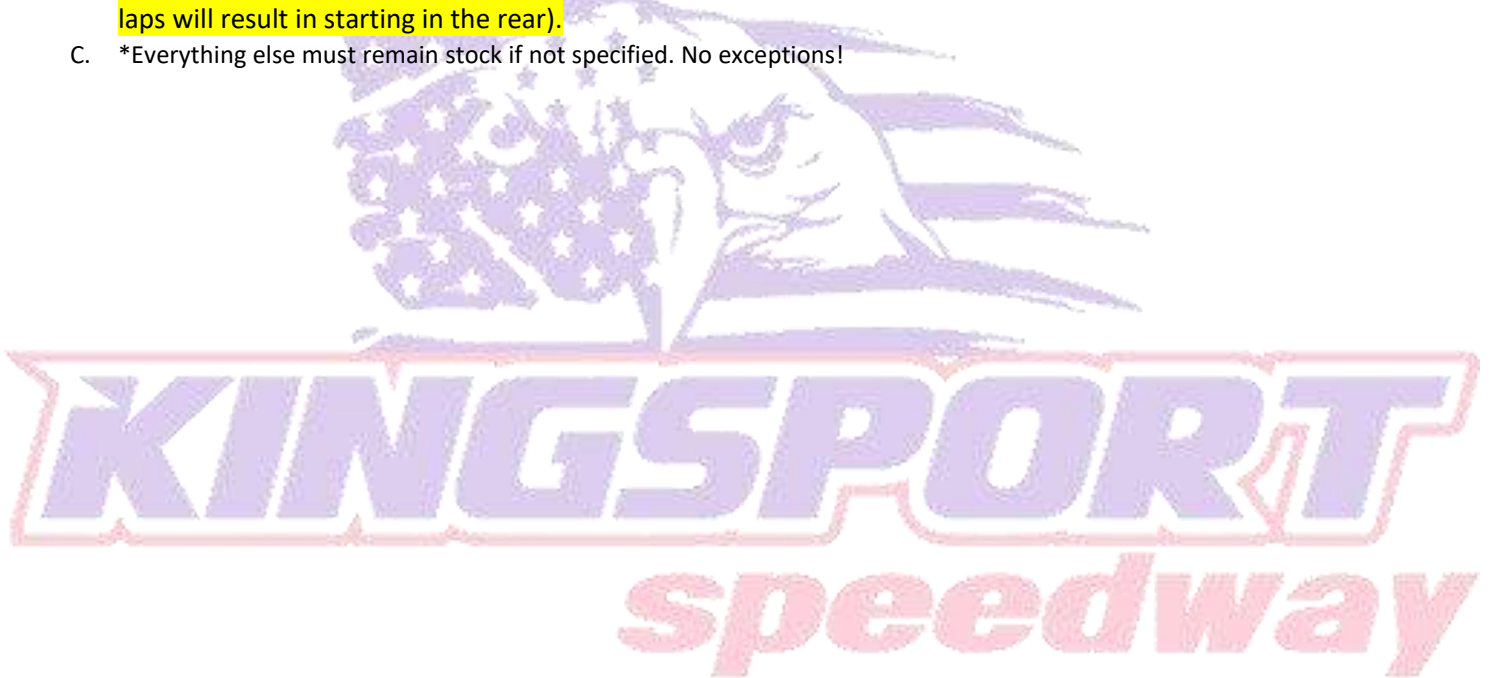 laps will result in starting in the rear).
C. *Everything else must remain stock if not specified. No exceptions!
KINGSPORT
speedway